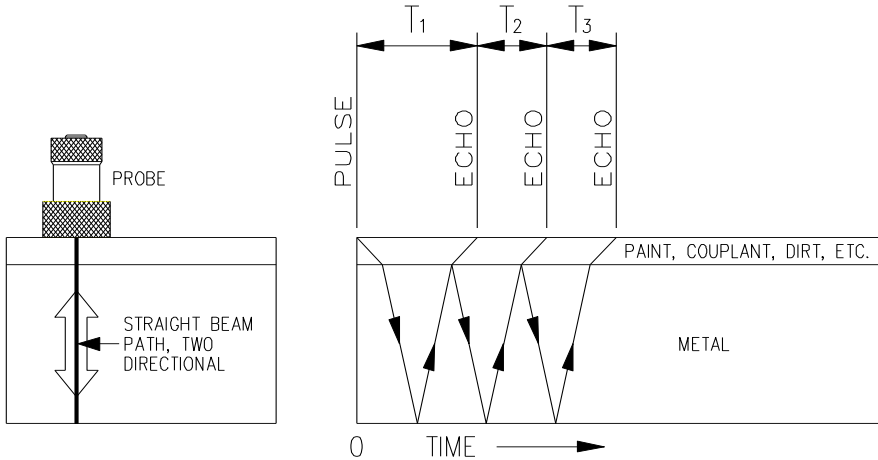 T1 T2 T3
PULSE
ECHO
ECHO
ECHO
PROBE
PAINT, COUPLANT, DIRT, ETC.
STRAIGHT BEAM
PATH, TWO
DIRECTIONAL
METAL
0 TIME